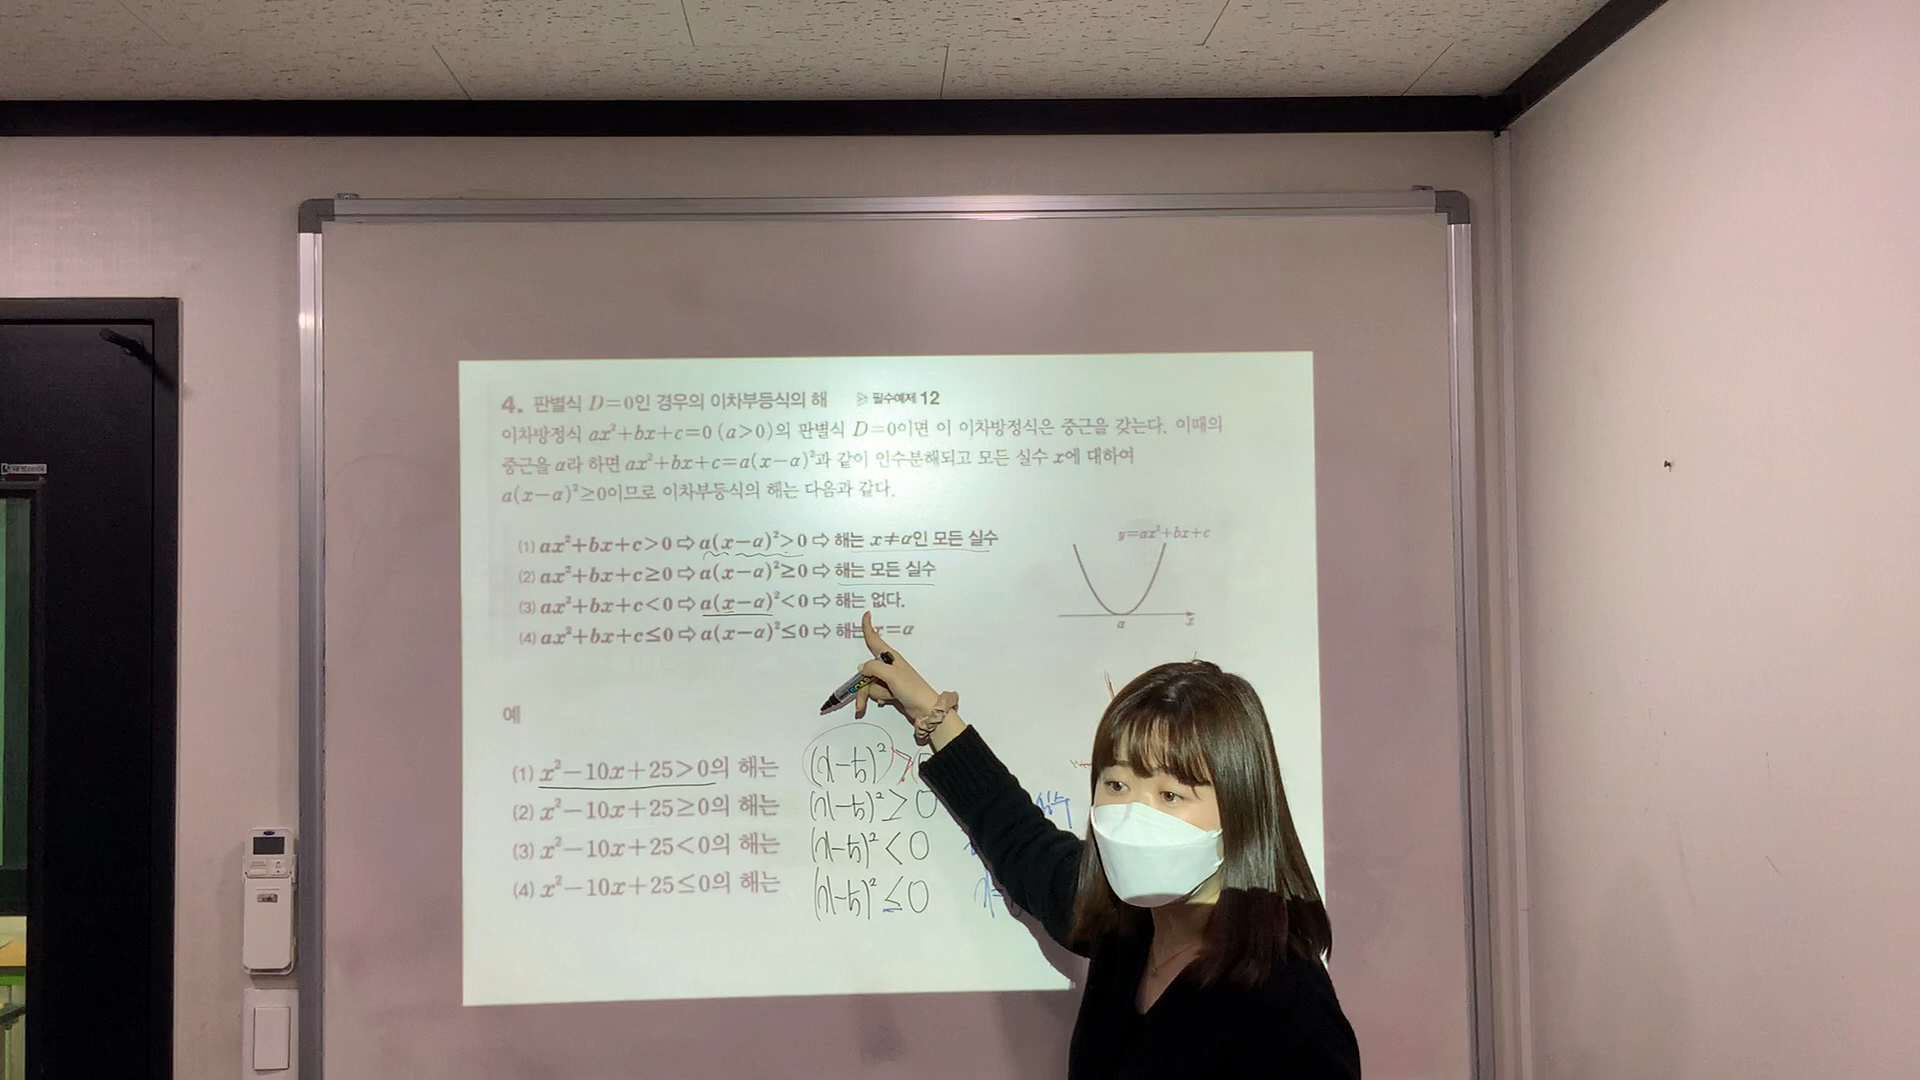 4. 판별식 D=0인 경우의 이차부등식의 해 필수예제 12
이차방정식 ax²+bx+c=0 (a>0)의 판별식 D=0이면 이 이차방정식은 중근을 갖는다. 이때의
중근을 α라 하면 ax²+bx+c=a(x-α)²과 같이 인수분해되고 모든 실수 x에 대하여
a(x-α)²≥0이므로 이차부등식의 해는 다음과 같다.
(1) ax²+bx+c>0 ⇨ a(x-α)²>0 ⇨ 해는 x≠α인 모든 실수
(2) ax²+bx+c≥0 ⇨ a(x-α)²≥0 ⇨ 해는 모든 실수
(3) ax²+bx+c<0 ⇨ a(x-α)²<0 ⇨ 해는 없다.
(4) ax²+bx+c≤0 ⇨ a(x-α)²≤0 ⇨ 해는 x=α
y=ax²+bx+c
α x
예
(1) x²-10x+25>0의 해는 (x-5)² >
(2) x²-10x+25≥0의 해는 (x-5)² ≥ 0 실수
(3) x²-10x+25<0의 해는 (x-5)² < 0
(4) x²-10x+25≤0의 해는 (x-5)² ≤ 0 x=